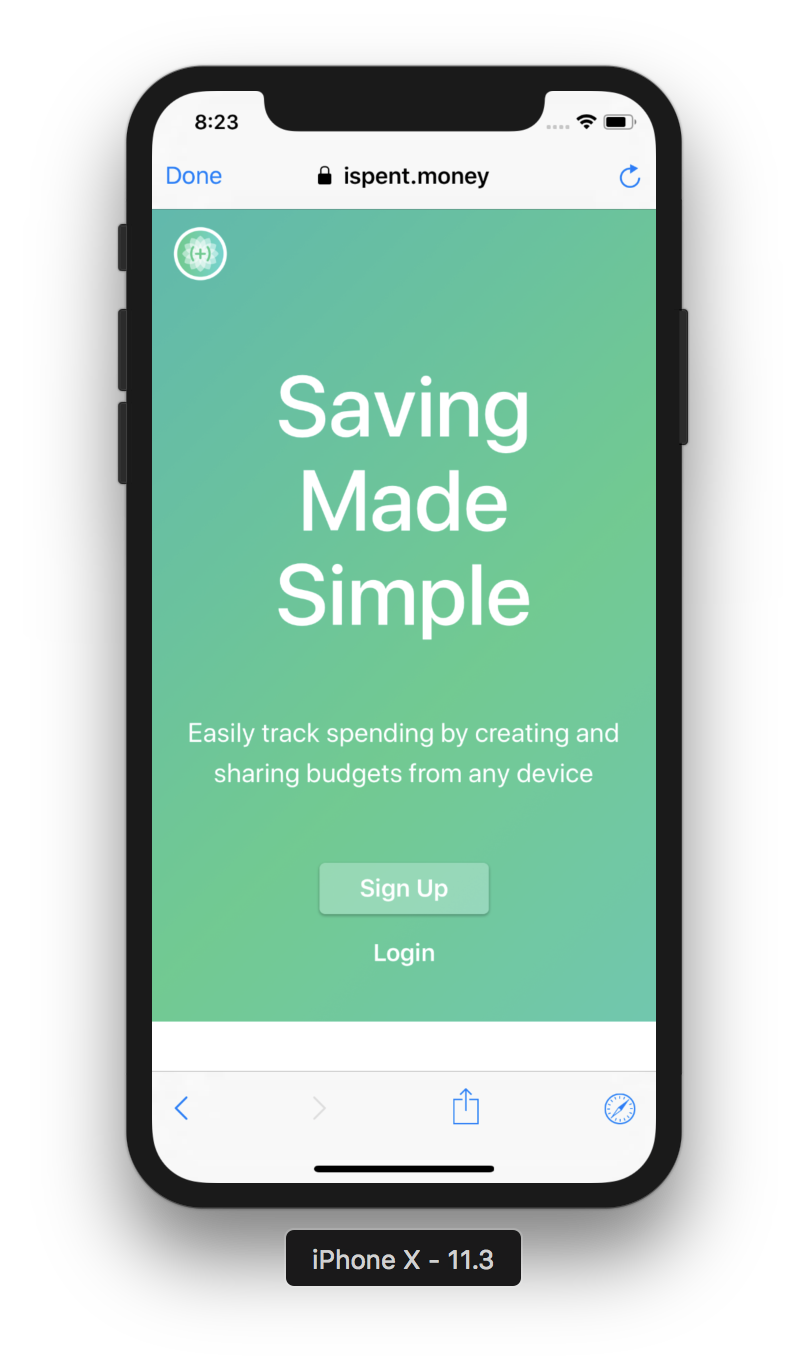 8:23
Done
ispent.money
(+)
Saving
Made
Simple
Easily track spending by creating and
sharing budgets from any device
Sign Up
Login
iPhone X - 11.3